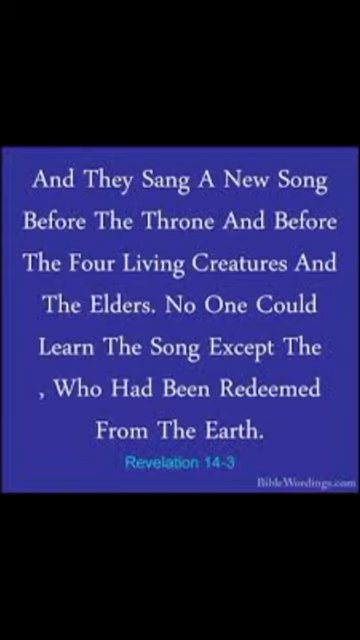 And They Sang A New Song
Before The Throne And Before
The Four Living Creatures And
The Elders. No One Could
Learn The Song Except The
, Who Had Been Redeemed
From The Earth.
Revelation 14-3
BibleWordings.com